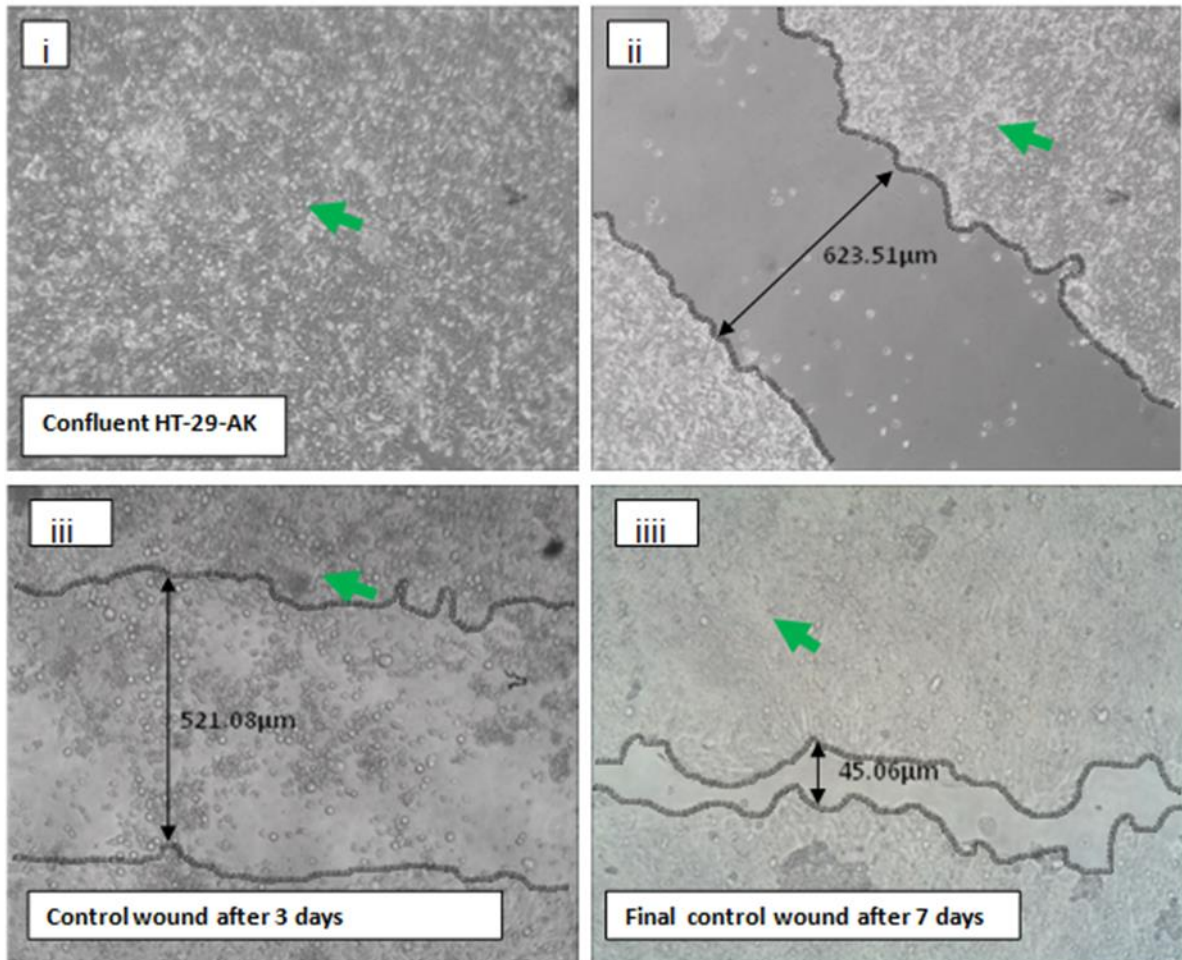 i
Confluent HT-29-AK
ii
623.51µm
iii
521.08µm
Control wound after 3 days
iiii
45.06µm
Final control wound after 7 days